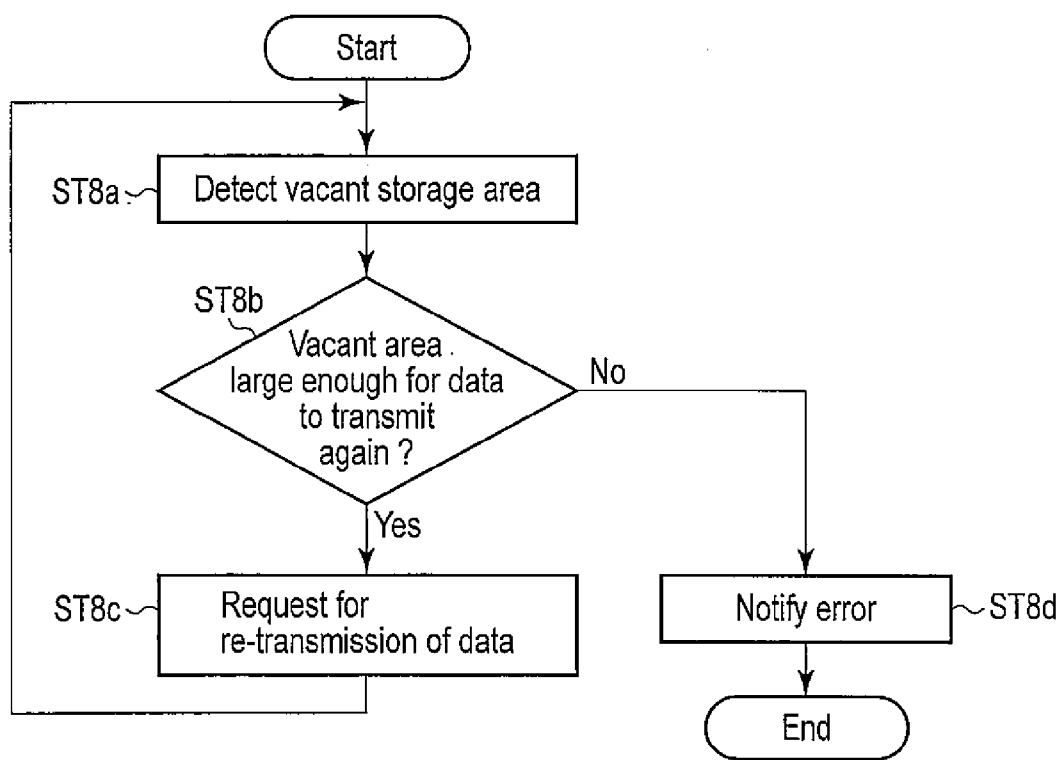 Start
ST8a
Detect vacant storage area
ST8b
Vacant area
large enough for data
to transmit
again ?
No
Yes
ST8c
Request for
re-transmission of data
Notify error
ST8d
End